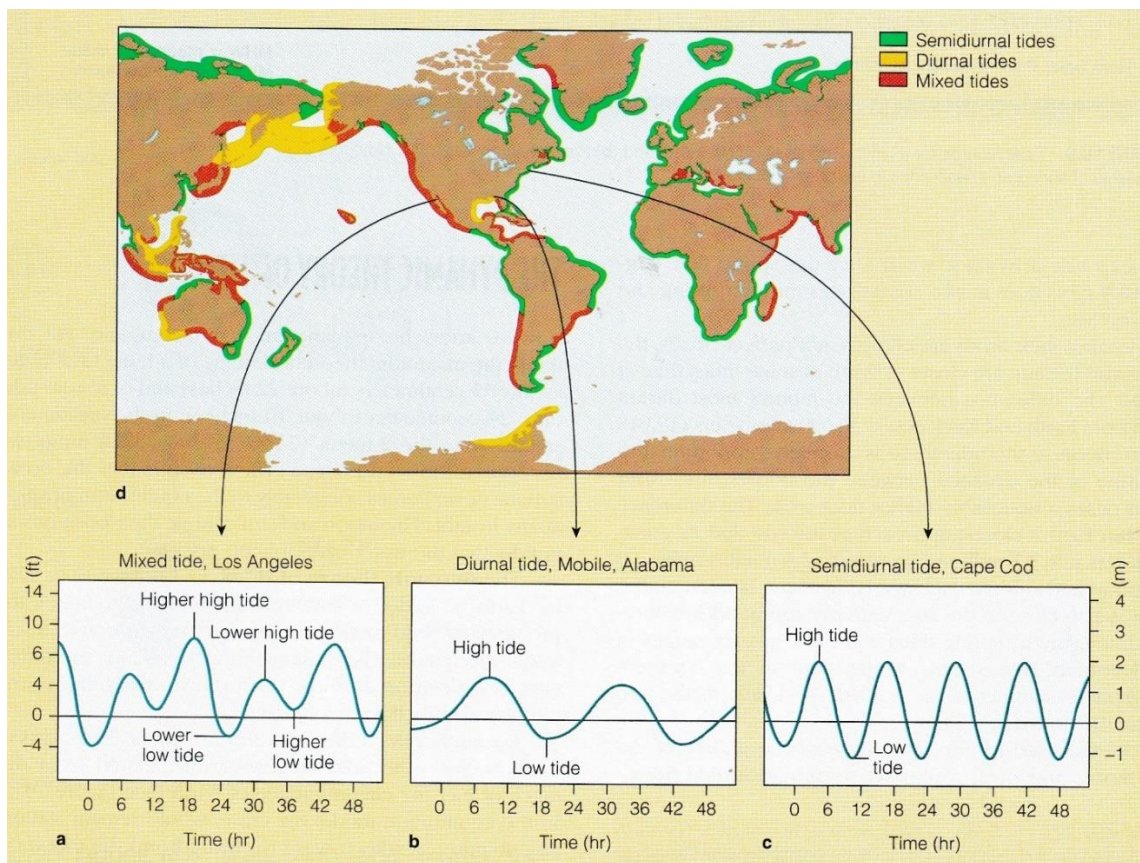 Semidiurnal tides
Diurnal tides
Mixed tides
d
Mixed tide, Los Angeles
(ft)
14
10
6
4
0
–4
Higher high tide
Lower high tide
Lower
low tide
Higher
low tide
0 6 12 18 24 30 36 42 48
a
Time (hr)
Diurnal tide, Mobile, Alabama
High tide
Low tide
0 6 12 18 24 30 36 42 48
b
Time (hr)
Semidiurnal tide, Cape Cod
High tide
Low
tide
(m)
4
3
2
1
0
–1
0 6 12 18 24 30 36 42 48
c
Time (hr)